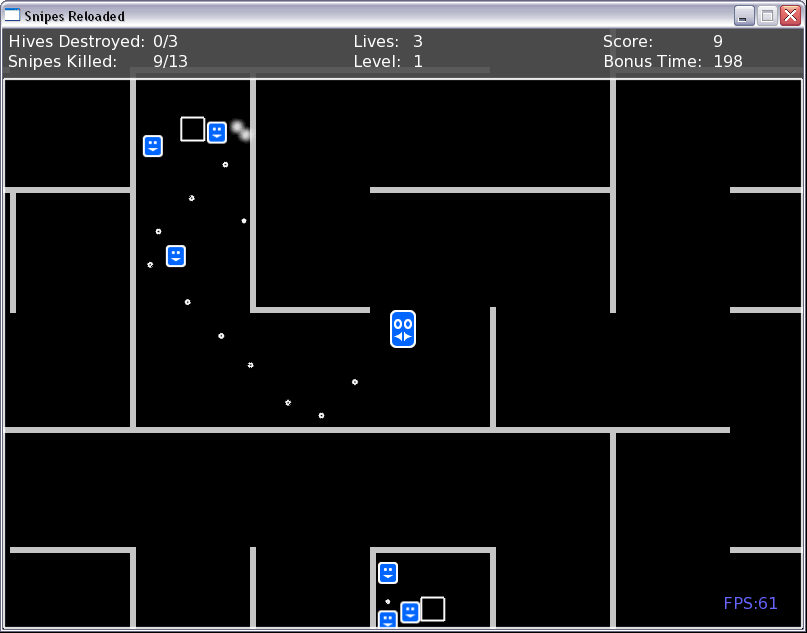 Snipes Reloaded
Hives Destroyed: 0/3 Lives: 3 Score: 9
Snipes Killed: 9/13 Level: 1 Bonus Time: 198
FPS:61